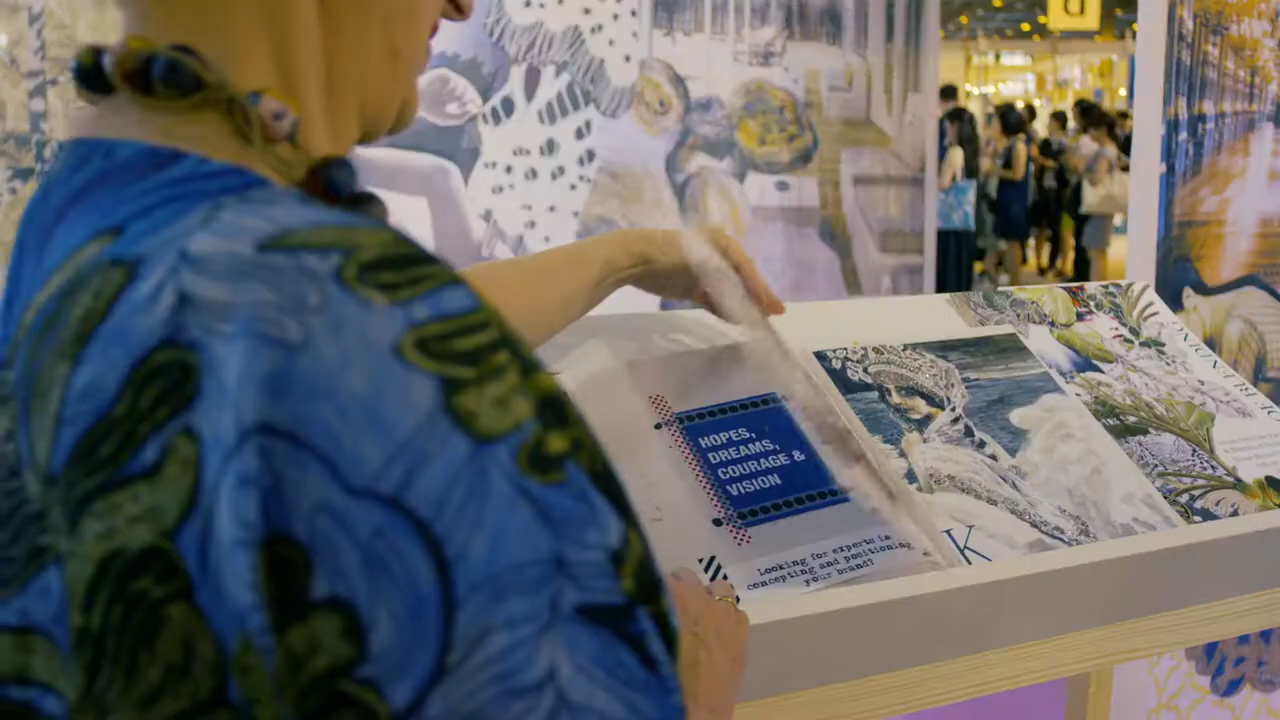 HOPES,
DREAMS,
COURAGE &
VISION
Looking for experts in
concepting and positioning
your brand?
K